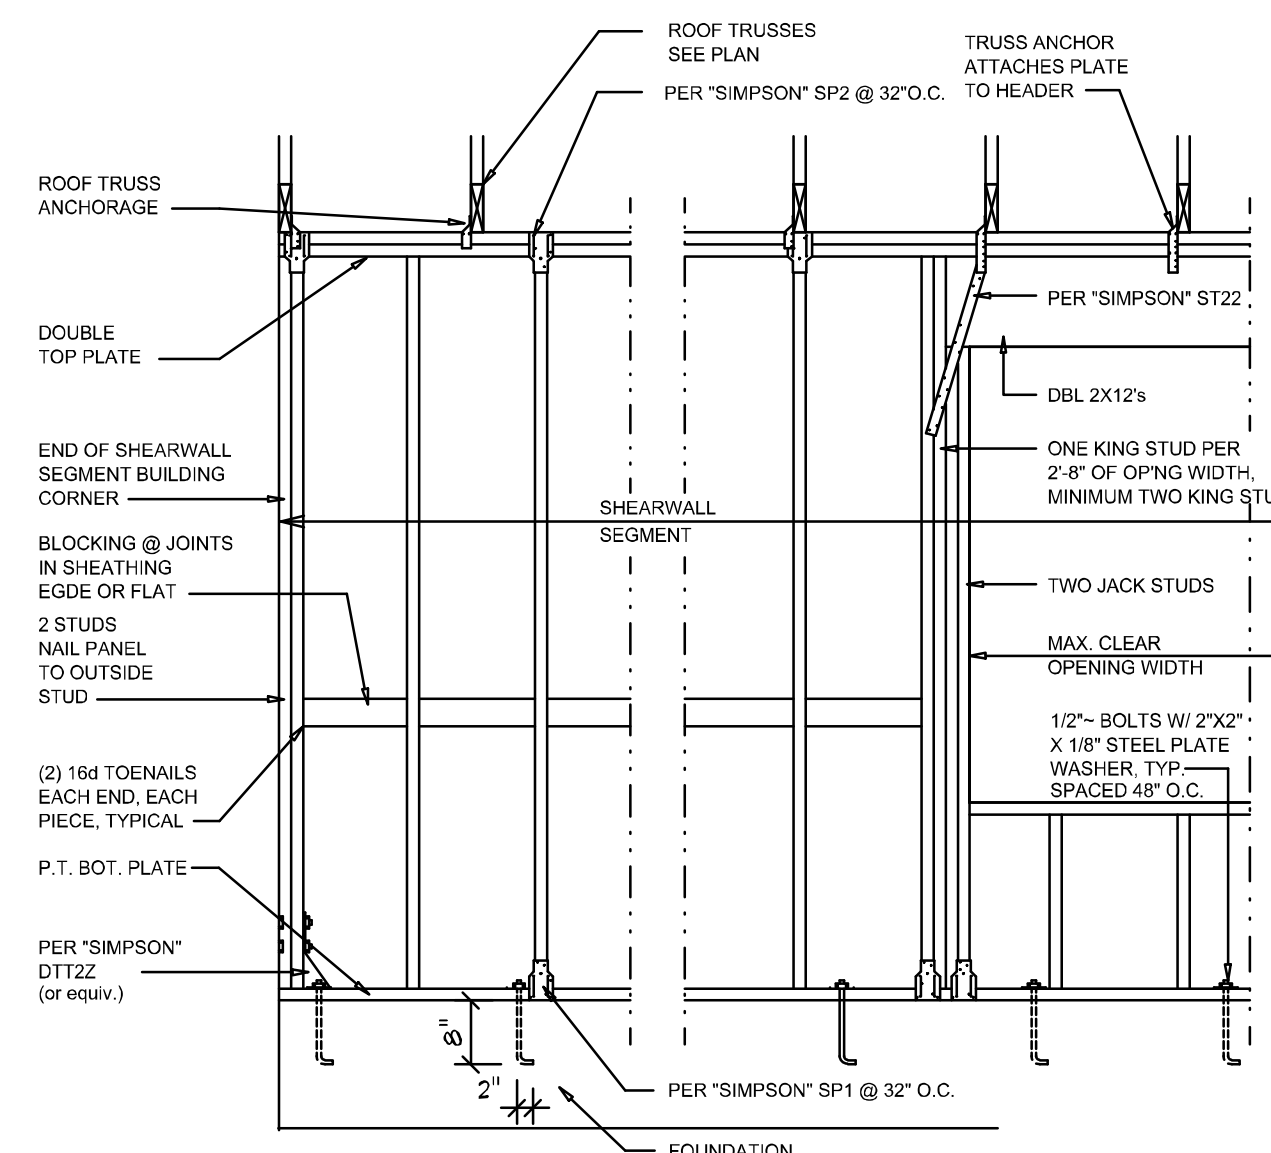 ROOF TRUSSES
SEE PLAN
TRUSS ANCHOR
ATTACHES PLATE
TO HEADER
PER "SIMPSON" SP2 @ 32"O.C.
ROOF TRUSS
ANCHORAGE
PER "SIMPSON" ST22
DOUBLE
TOP PLATE
DBL 2X12's
END OF SHEARWALL
SEGMENT BUILDING
CORNER
ONE KING STUD PER
2'-8" OF OP'NG WIDTH,
MINIMUM TWO KING
SHEARWALL
SEGMENT
BLOCKING @ JOINTS
IN SHEATHING
EGDE OR FLAT
TWO JACK STUDS
2 STUDS
NAIL PANEL
TO OUTSIDE
STUD
MAX. CLEAR
OPENING WIDTH
1/2"~ BOLTS W/ 2"X2"
X 1/8" STEEL PLATE
WASHER, TYP.
SPACED 48" O.C.
(2) 16d TOENAILS
EACH END, EACH
PIECE, TYPICAL
P.T. BOT. PLATE
PER "SIMPSON"
DTT2Z
(or equiv.)
8"
2"
PER "SIMPSON" SP1 @ 32" O.C.
FOUNDATION